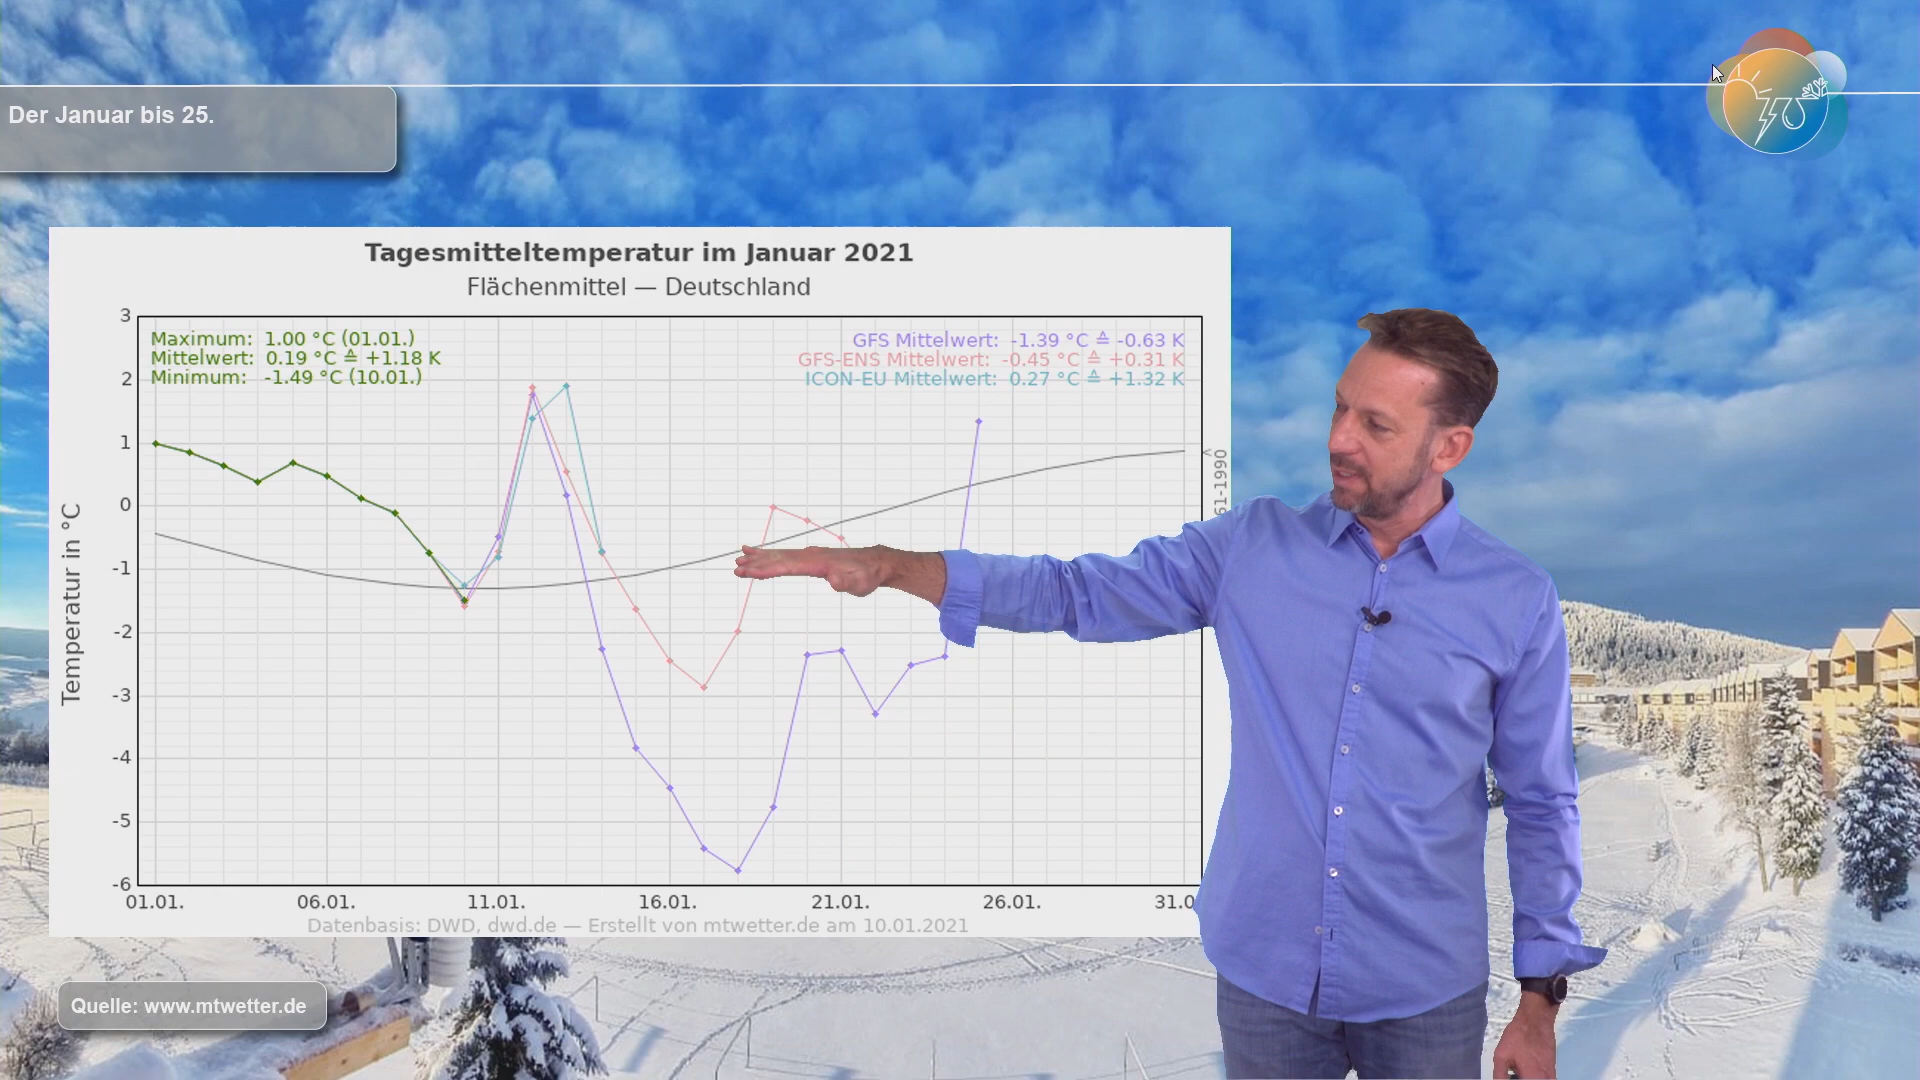 Der Januar bis 25.
Tagesmitteltemperatur im Januar 2021
Flächenmittel — Deutschland
Maximum: 1.00 °C (01.01.)
Mittelwert: 0.19 °C ≙ +1.18 K
Minimum: -1.49 °C (10.01.)
GFS Mittelwert: -1.39 °C ≙ -0.63 K
GFS-ENS Mittelwert: -0.45 °C ≙ +0.31 K
ICON-EU Mittelwert: 0.27 °C ≙ +1.32 K
Temperatur in °C
3
2
1
0
-1
-2
-3
-4
-5
-6
01.01.
06.01.
11.01.
16.01.
21.01.
26.01.
31.0
61-1990
Datenbasis: DWD, dwd.de — Erstellt von mtwetter.de am 10.01.2021
Quelle: www.mtwetter.de